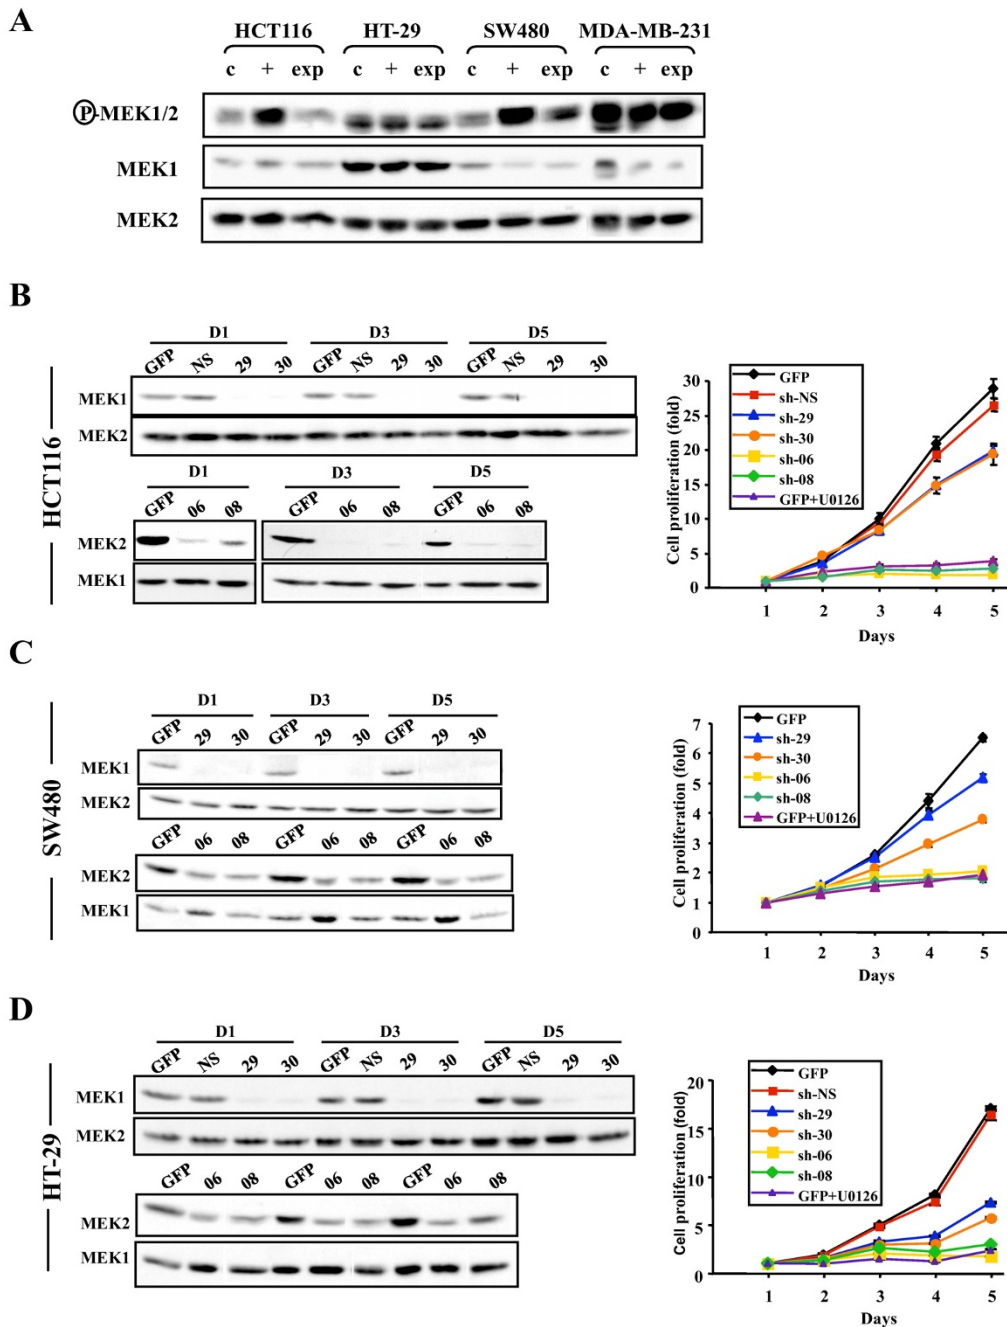 A
HCT116 HT-29 SW480 MDA-MB-231
c + exp c + exp c + exp c + exp
Ⓟ-MEK1/2
MEK1
MEK2
B
HCT116
D1 D3 D5
GFP NS 29 30 GFP NS 29 30 GFP NS 29 30
MEK1
MEK2
D1 D3 D5
GFP 06 08 GFP 06 08 GFP 06 08
MEK2
MEK1
Cell proliferation (fold)
30
25
20
15
10
5
0
GFP
sh-NS
sh-29
sh-30
sh-06
sh-08
GFP+U0126
1 2 3 4 5
Days
C
SW480
D1 D3 D5
GFP 29 30 GFP 29 30 GFP 29 30
MEK1
MEK2
GFP 06 08 GFP 06 08 GFP 06 08
MEK2
MEK1
Cell proliferation (fold)
7
6
5
4
3
2
1
0
GFP
sh-29
sh-30
sh-06
sh-08
GFP+U0126
1 2 3 4 5
Days
D
HT-29
D1 D3 D5
GFP NS 29 30 GFP NS 29 30 GFP NS 29 30
MEK1
MEK2
GFP 06 08 GFP 06 08 GFP 06 08
MEK2
MEK1
Cell proliferation (fold)
20
15
10
5
0
GFP
sh-NS
sh-29
sh-30
sh-06
sh-08
GFP+U0126
1 2 3 4 5
Days